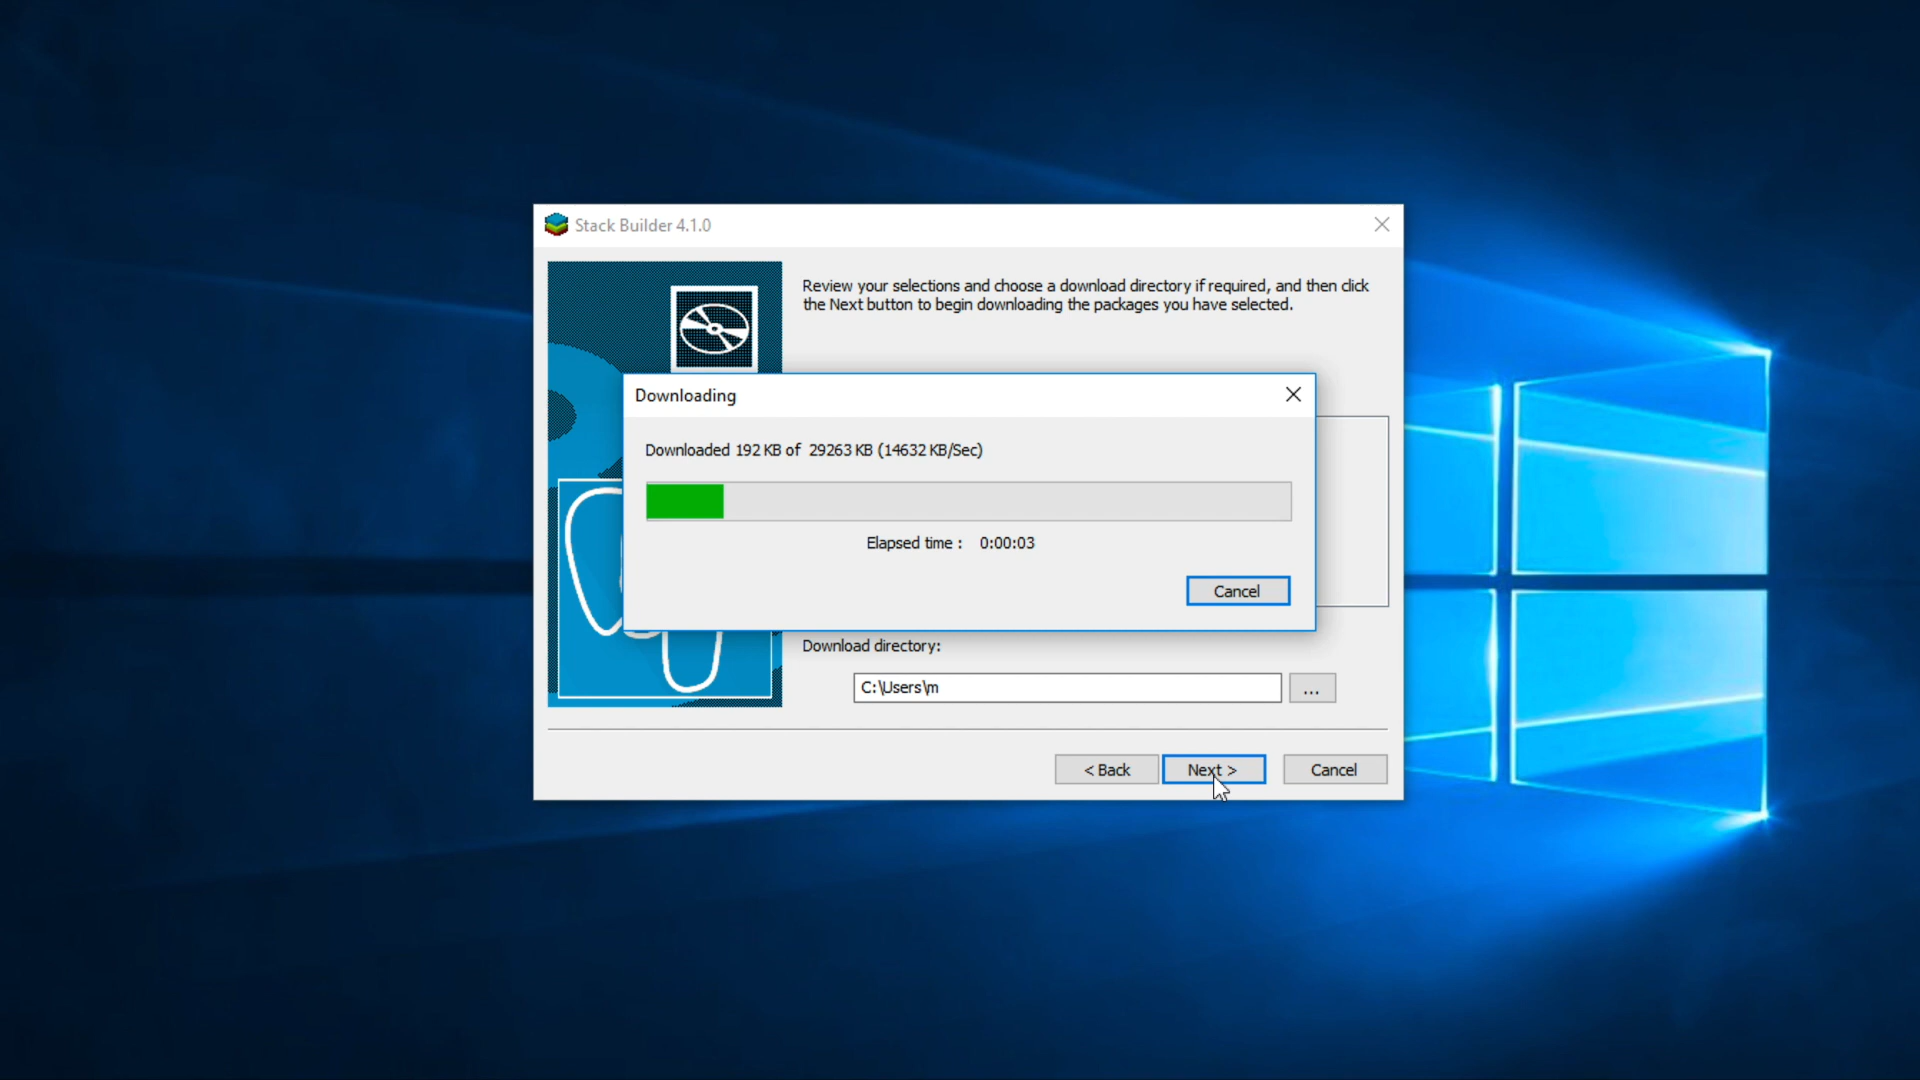 Stack Builder 4.1.0
Review your selections and choose a download directory if required, and then click
the Next button to begin downloading the packages you have selected.
Downloading
Downloaded 192 KB of 29263 KB (14632 KB/Sec)
Elapsed time : 0:00:03
Cancel
Download directory:
C:\Users\m
...
< Back
Next >
Cancel